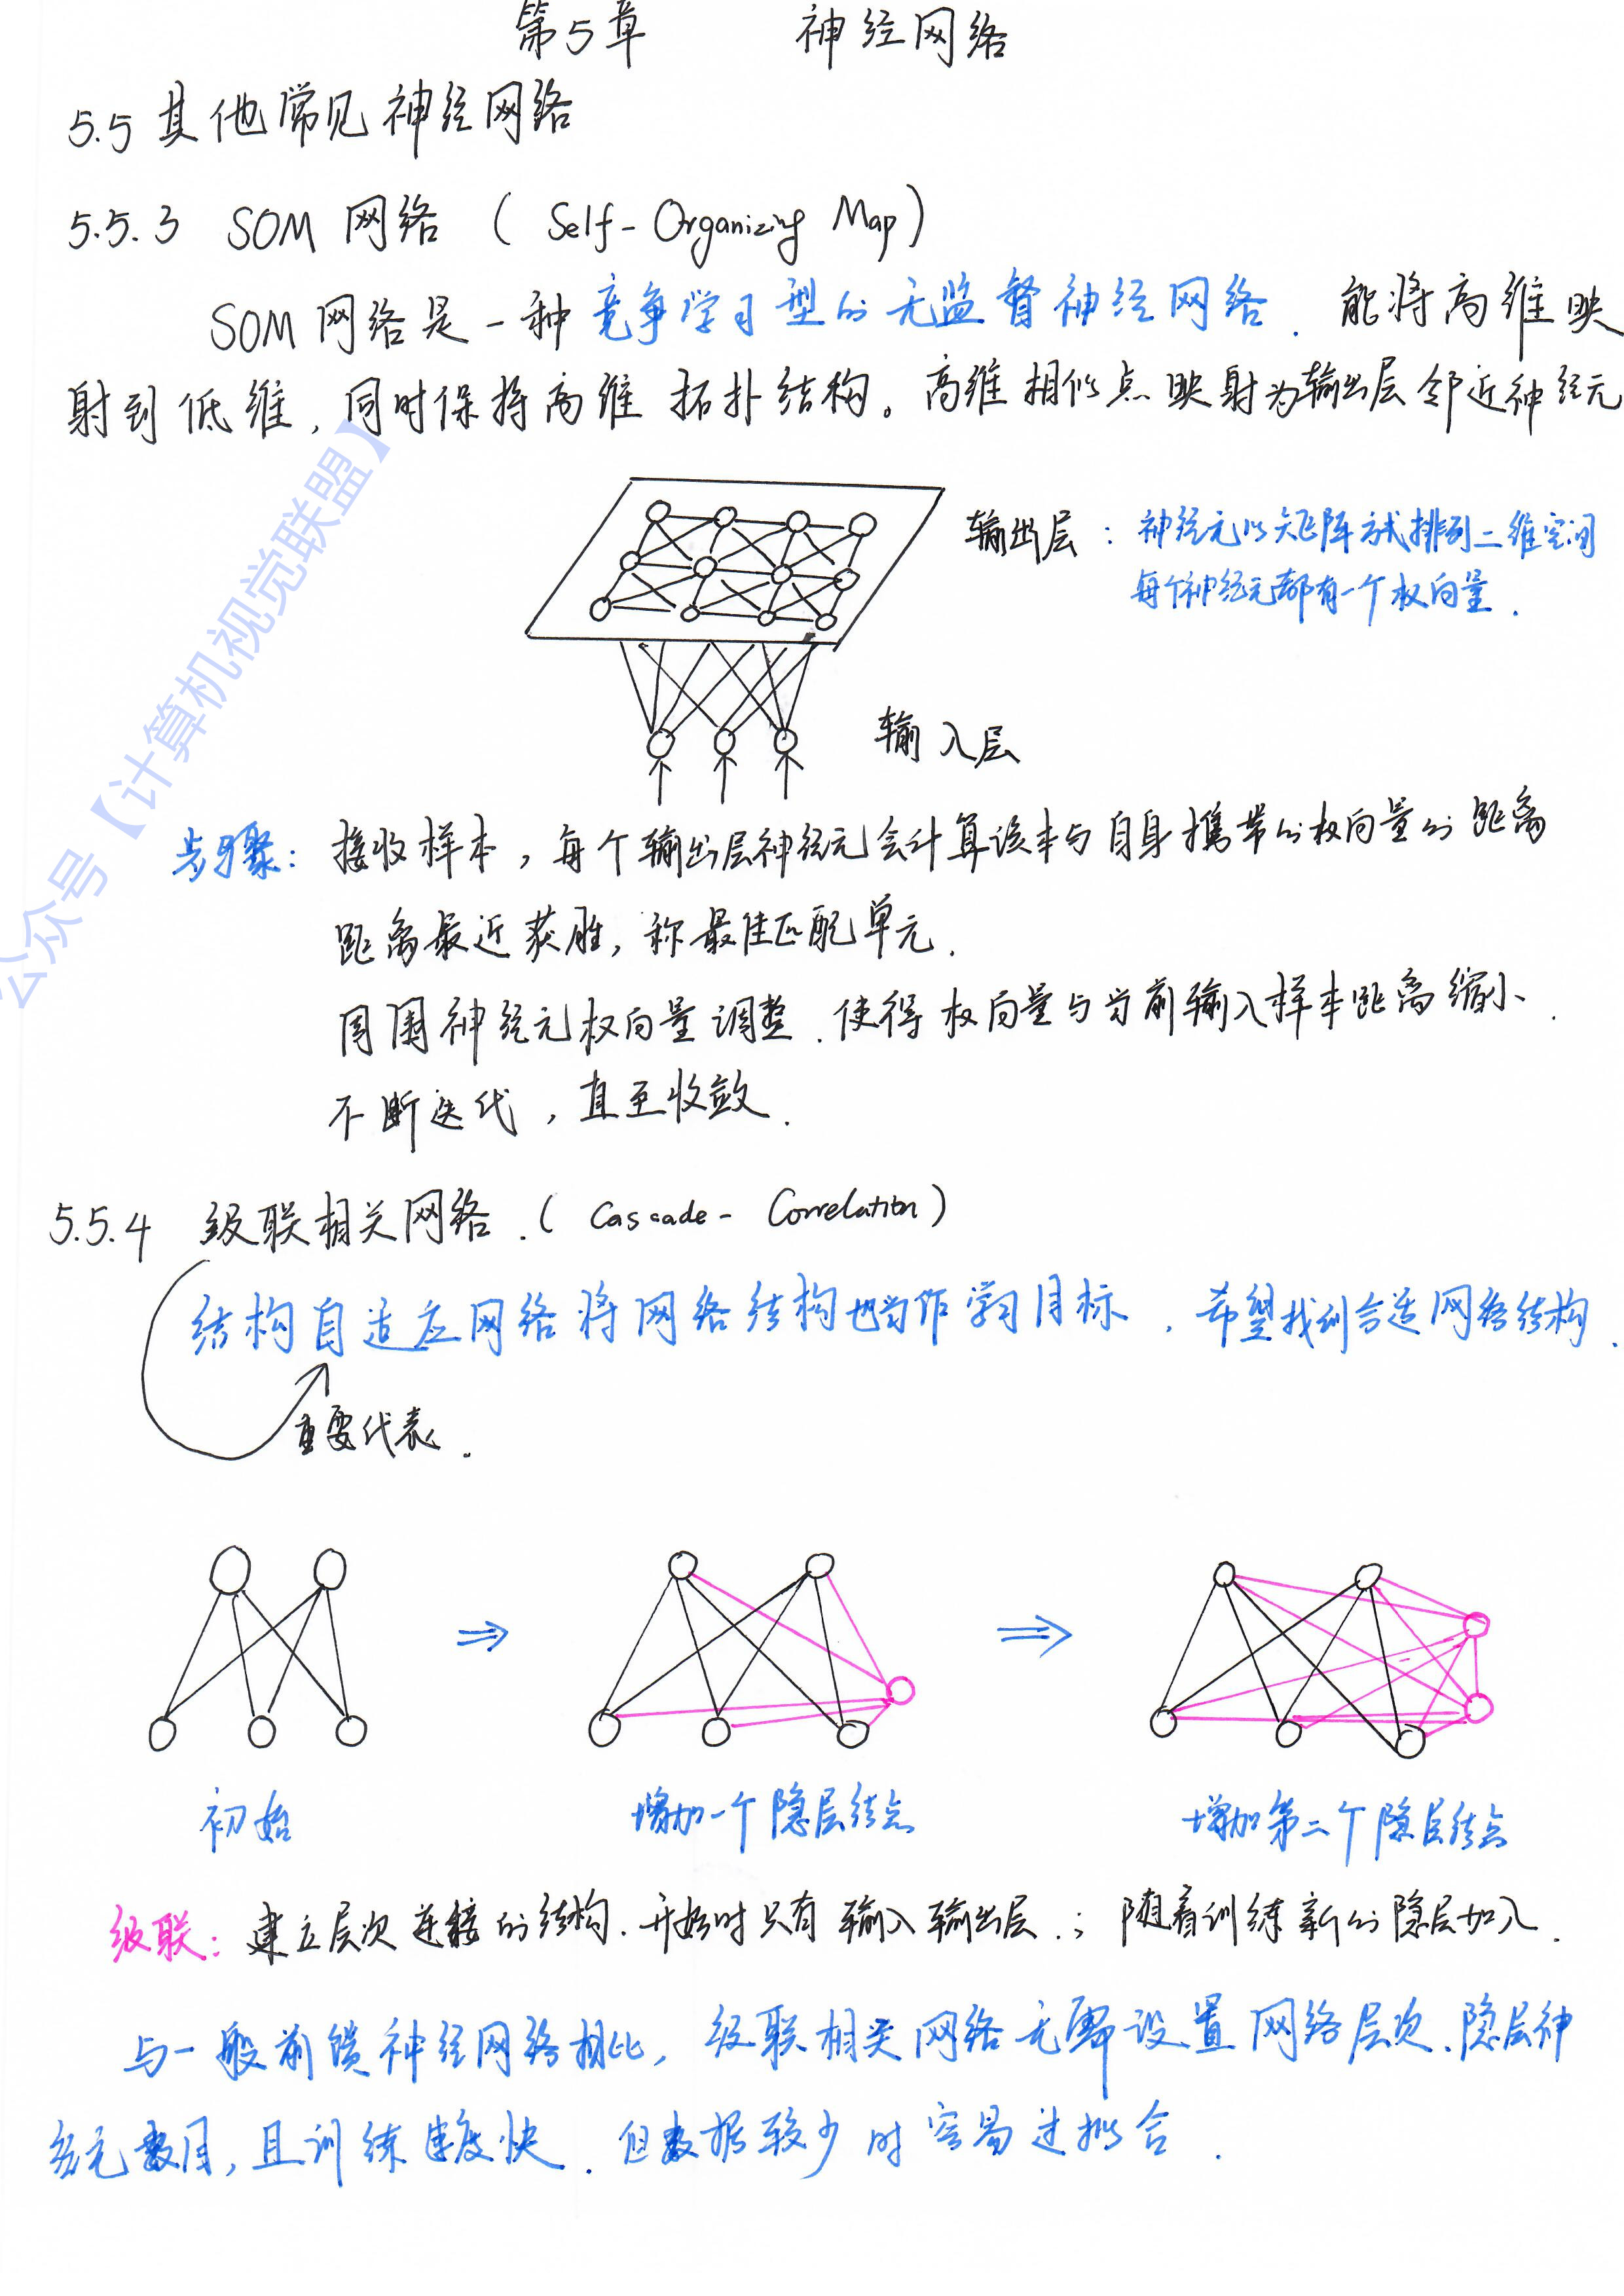 第5章 神经网络
5.5 其他常见神经网络
5.5.3 SOM 网络 ( Self-Organizing Map )
SOM 网络是一种竞争学习型的无监督神经网络. 能将高维映
射到低维, 同时保持高维拓扑结构。高维相似点映射为输出层邻近神经元
输出层 : 神经元以矩阵方式排列二维空间
每个神经元都有一个权向量.
输入层
步骤: 接收样本, 每个输出层神经元会计算该本与自身携带的权向量的距离
距离最近获胜, 称最佳匹配单元.
周围神经元权向量调整. 使得权向量与当前输入样本距离缩小.
不断迭代, 直至收敛.
5.5.4 级联相关网络. ( Cascade-Correlation )
结构自适应网络将网络结构也当作学习目标, 希望找到合适网络结构.
重要代表.
初始
增加一个隐层结点
增加第二个隐层结点
级联: 建立层次连接的结构. 开始时只有输入输出层.; 随着训练新的隐层加入.
与一般前馈神经网络相比, 级联相关网络无需设置网络层次、隐层神
经元数目, 且训练速度快. 但数据较少时容易过拟合.
公众号【计算机视觉联盟】